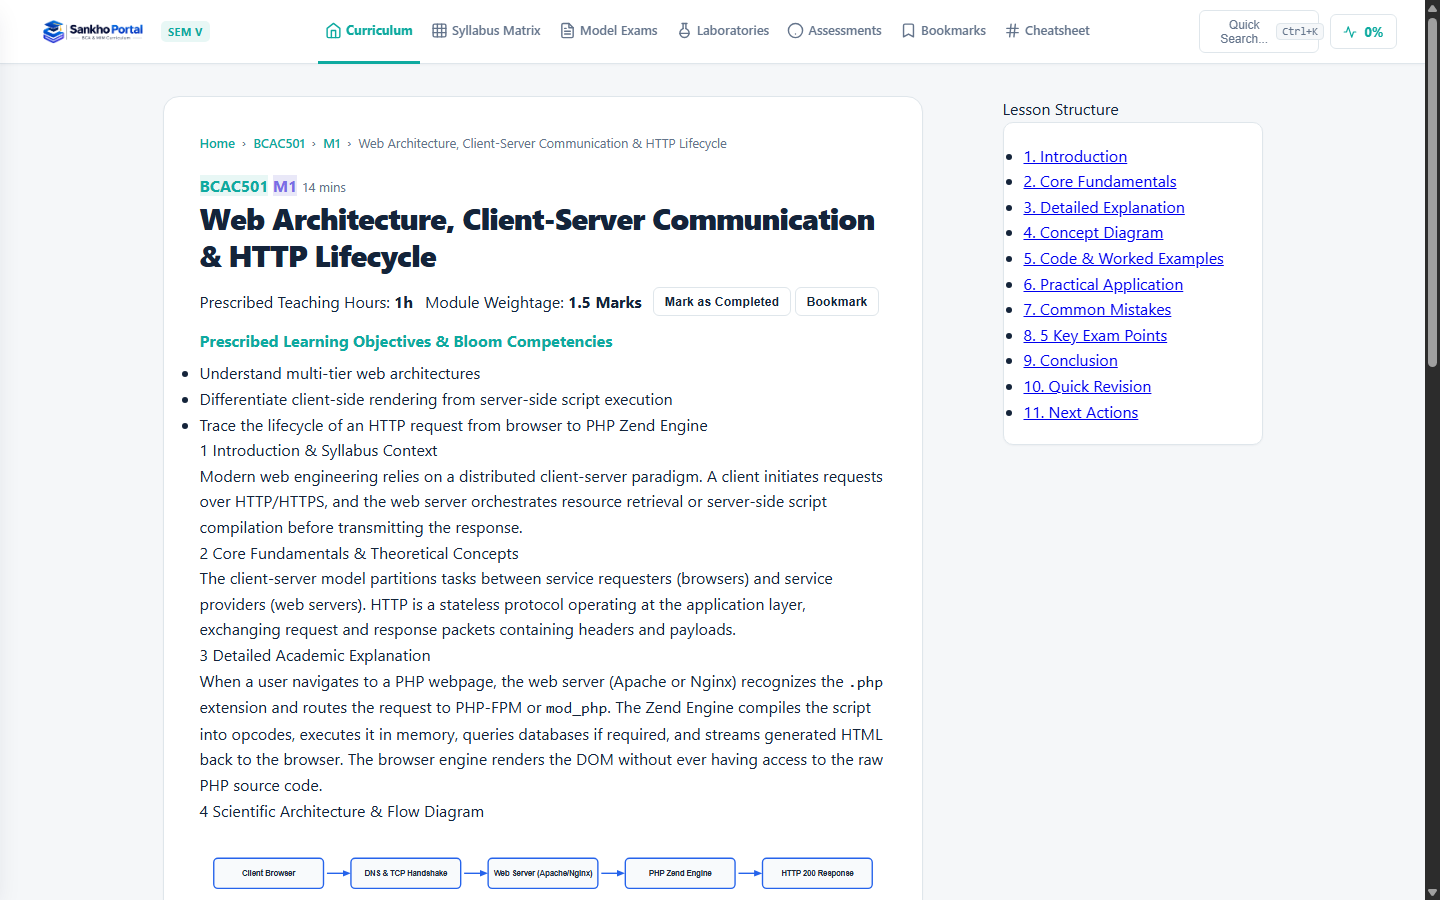 SankhoPortal
SEM V
Curriculum
Syllabus Matrix
Model Exams
Laboratories
Assessments
Bookmarks
Cheatsheet
Quick Search...
Ctrl+K
0%
Home › BCAC501 › M1 › Web Architecture, Client-Server Communication & HTTP Lifecycle
BCAC501 M1 14 mins
Web Architecture, Client-Server Communication
& HTTP Lifecycle
Prescribed Teaching Hours: 1h Module Weightage: 1.5 Marks Mark as Completed Bookmark
Prescribed Learning Objectives & Bloom Competencies
Understand multi-tier web architectures
Differentiate client-side rendering from server-side script execution
Trace the lifecycle of an HTTP request from browser to PHP Zend Engine
1 Introduction & Syllabus Context
Modern web engineering relies on a distributed client-server paradigm. A client initiates requests
over HTTP/HTTPS, and the web server orchestrates resource retrieval or server-side script
compilation before transmitting the response.
2 Core Fundamentals & Theoretical Concepts
The client-server model partitions tasks between service requesters (browsers) and service
providers (web servers). HTTP is a stateless protocol operating at the application layer,
exchanging request and response packets containing headers and payloads.
3 Detailed Academic Explanation
When a user navigates to a PHP webpage, the web server (Apache or Nginx) recognizes the .php
extension and routes the request to PHP-FPM or mod_php. The Zend Engine compiles the script
into opcodes, executes it in memory, queries databases if required, and streams generated HTML
back to the browser. The browser engine renders the DOM without ever having access to the raw
PHP source code.
4 Scientific Architecture & Flow Diagram
Client Browser
DNS & TCP Handshake
Web Server (Apache/Nginx)
PHP Zend Engine
HTTP 200 Response
Lesson Structure
1. Introduction
2. Core Fundamentals
3. Detailed Explanation
4. Concept Diagram
5. Code & Worked Examples
6. Practical Application
7. Common Mistakes
8. 5 Key Exam Points
9. Conclusion
10. Quick Revision
11. Next Actions